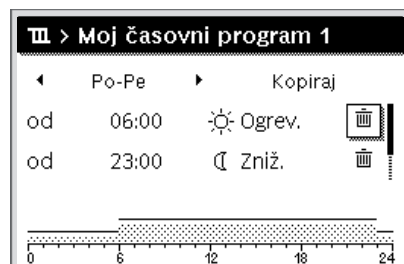 > Moj časovni program 1
Po-Pe Kopiraj
od 06:00 Ogrev.
od 23:00 Zniž.
0 6 12 18 24